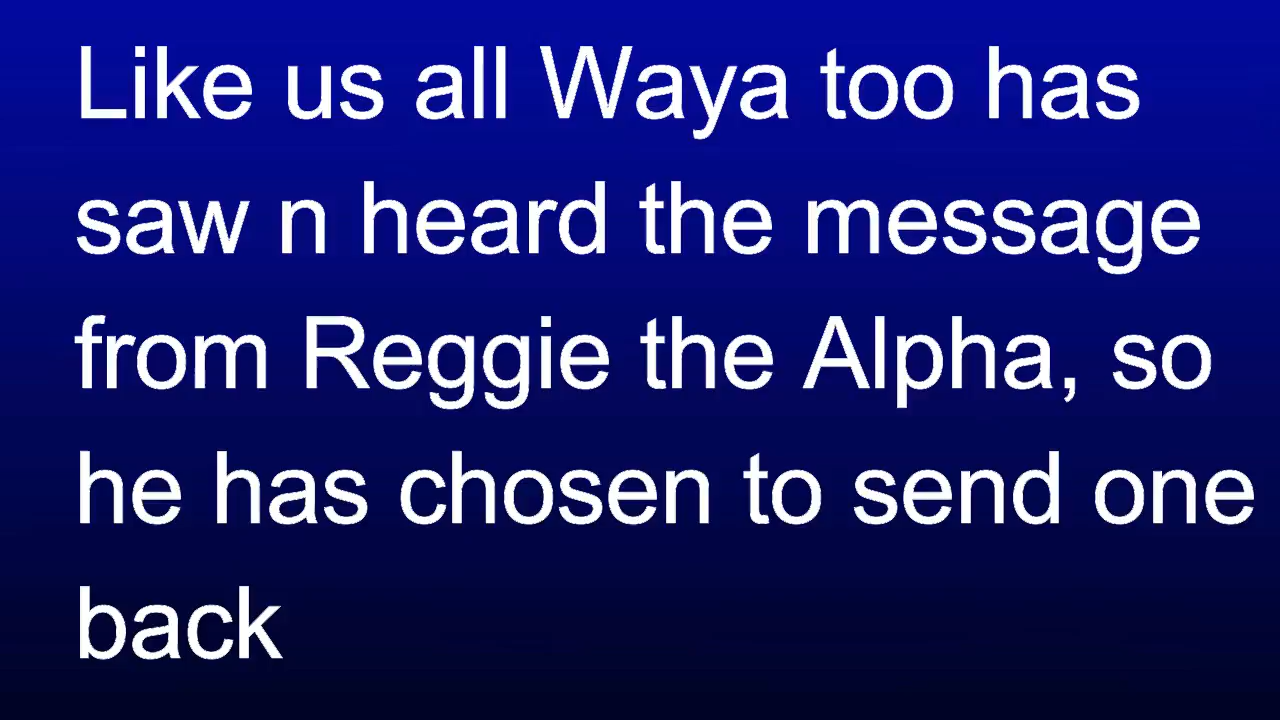 Like us all Waya too has
saw n heard the message
from Reggie the Alpha, so
he has chosen to send one
back